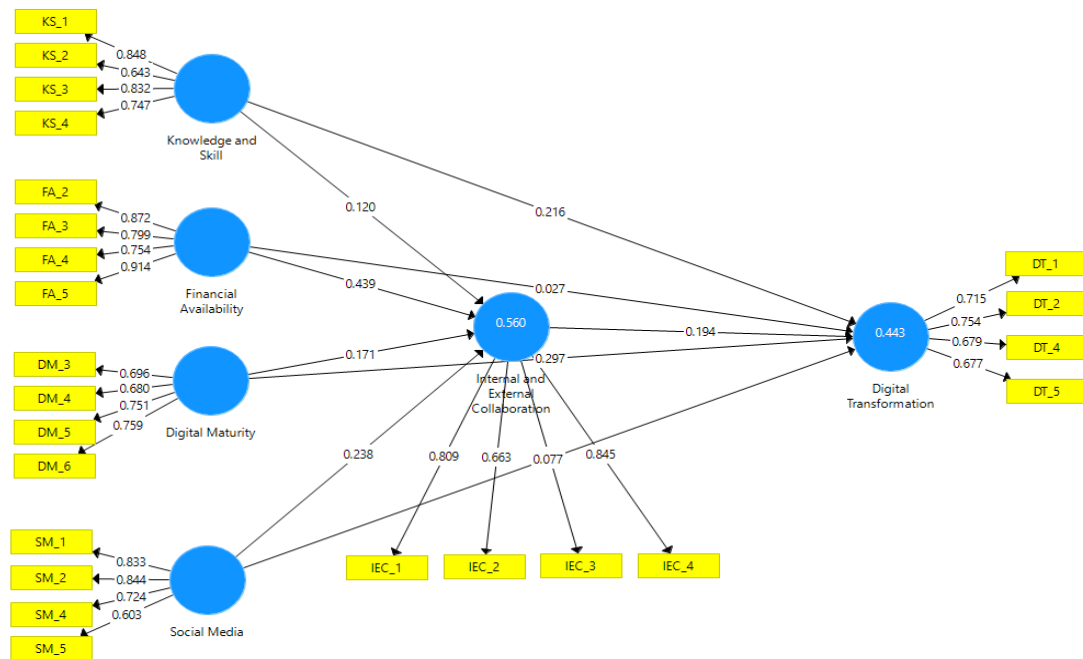 KS_1
KS_2
KS_3
KS_4
0.848
0.643
0.832
0.747
Knowledge and
Skill
FA_2
FA_3
FA_4
FA_5
0.872
0.799
0.754
0.914
Financial
Availability
DM_3
DM_4
DM_5
DM_6
0.696
0.680
0.751
0.759
Digital Maturity
SM_1
SM_2
SM_4
SM_5
0.833
0.844
0.724
0.603
Social Media
0.120
0.439
0.171
0.238
0.216
0.027
0.194
0.297
0.077
0.560
Internal and
External
Collaboration
0.809
0.663
0.845
IEC_1
IEC_2
IEC_3
IEC_4
0.443
Digital
Transformation
0.715
0.754
0.679
0.677
DT_1
DT_2
DT_4
DT_5